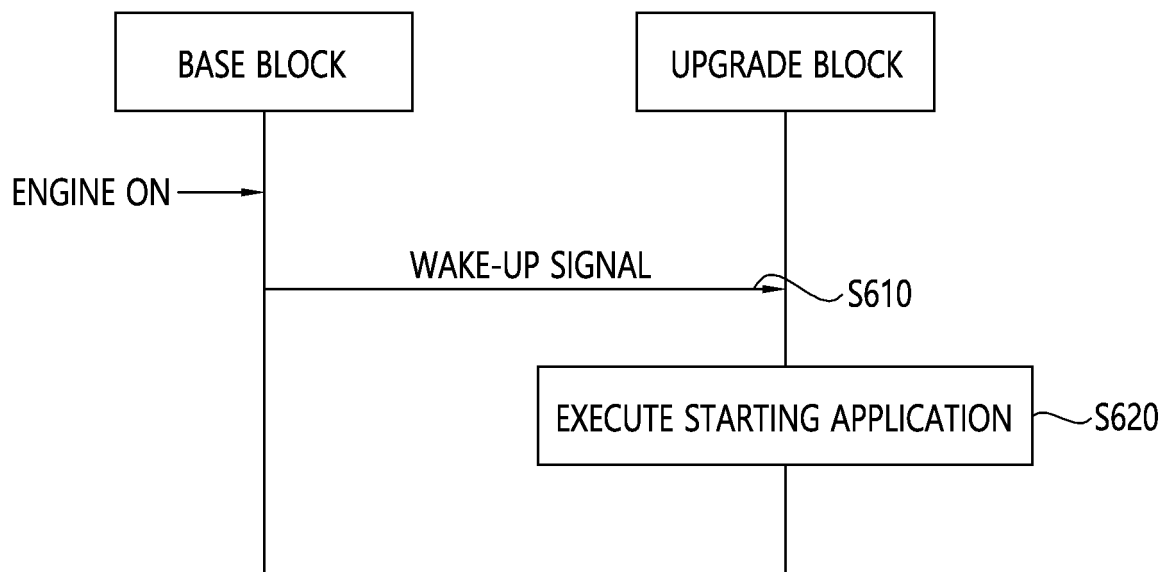 BASE BLOCK
UPGRADE BLOCK
ENGINE ON
WAKE-UP SIGNAL
S610
EXECUTE STARTING APPLICATION
S620